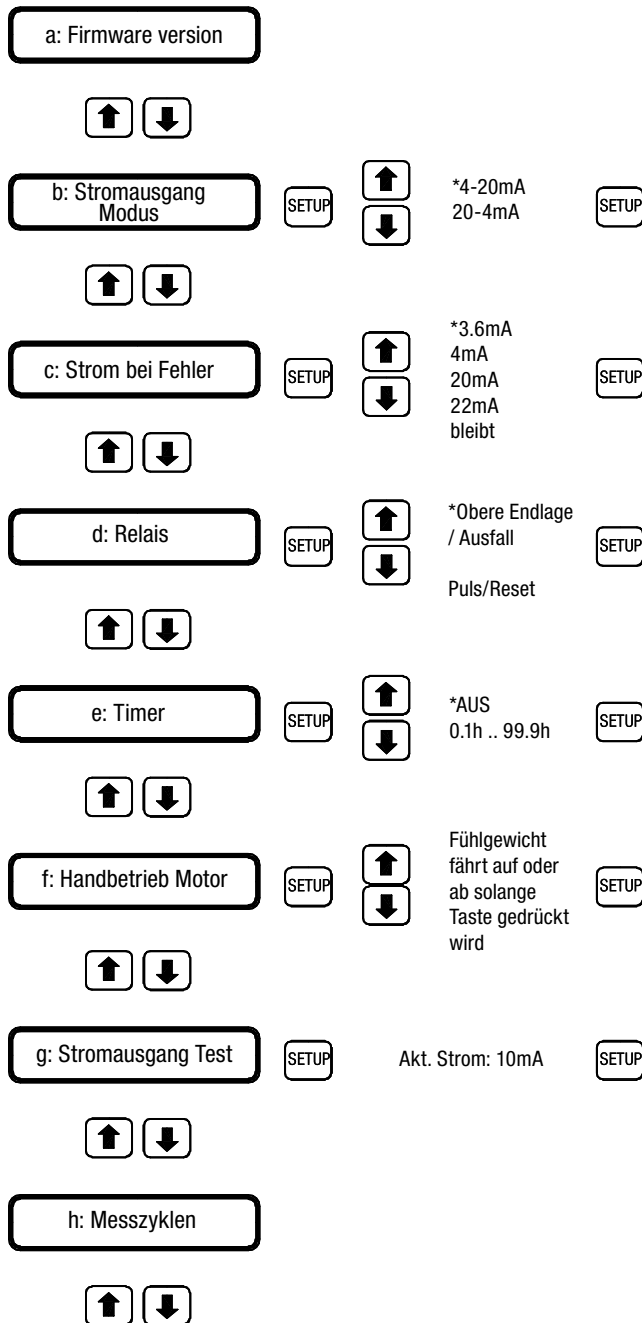 a: Firmware version
b: Stromausgang
Modus
SETUP
*4-20mA
20-4mA
SETUP
c: Strom bei Fehler
SETUP
*3.6mA
4mA
20mA
22mA
bleibt
SETUP
d: Relais
SETUP
*Obere Endlage
/ Ausfall
Puls/Reset
SETUP
e: Timer
SETUP
*AUS
0.1h .. 99.9h
SETUP
f: Handbetrieb Motor
SETUP
Fühlgewicht
fährt auf oder
ab solange
Taste gedrückt
wird
SETUP
g: Stromausgang Test
SETUP
Akt. Strom: 10mA
SETUP
h: Messzyklen